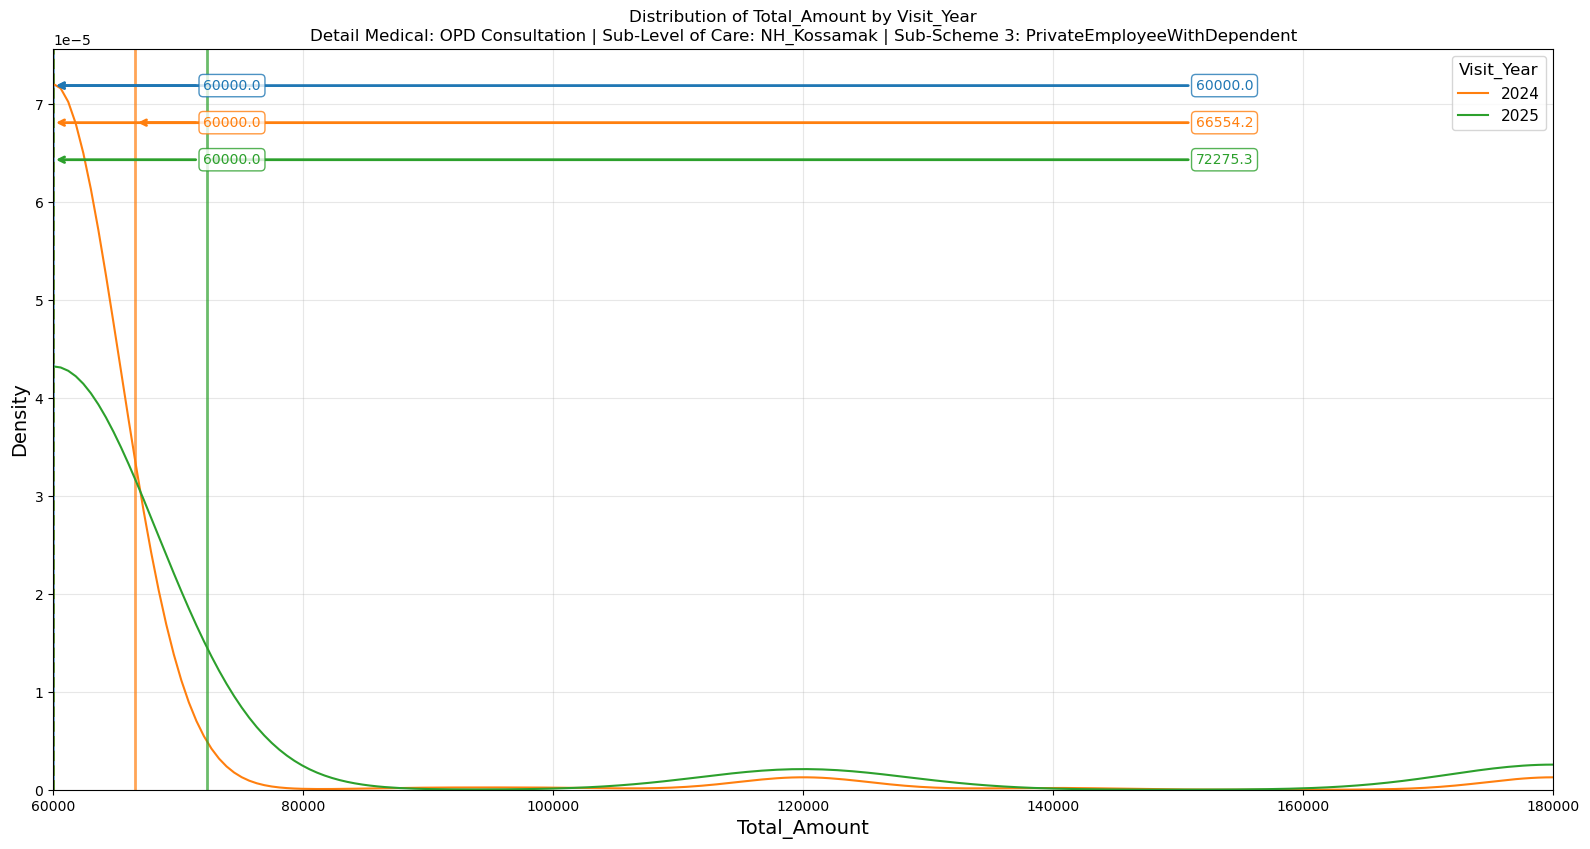 Distribution of Total_Amount by Visit_Year
Detail Medical: OPD Consultation | Sub-Level of Care: NH_Kossamak | Sub-Scheme 3: PrivateEmployeeWithDependent
1e−5
Visit_Year
2024
2025
60000.0 60000.0
60000.0 66554.2
60000.0 72275.3
7
6
5
4
3
2
1
0
Density
60000 80000 100000 120000 140000 160000 180000
Total_Amount